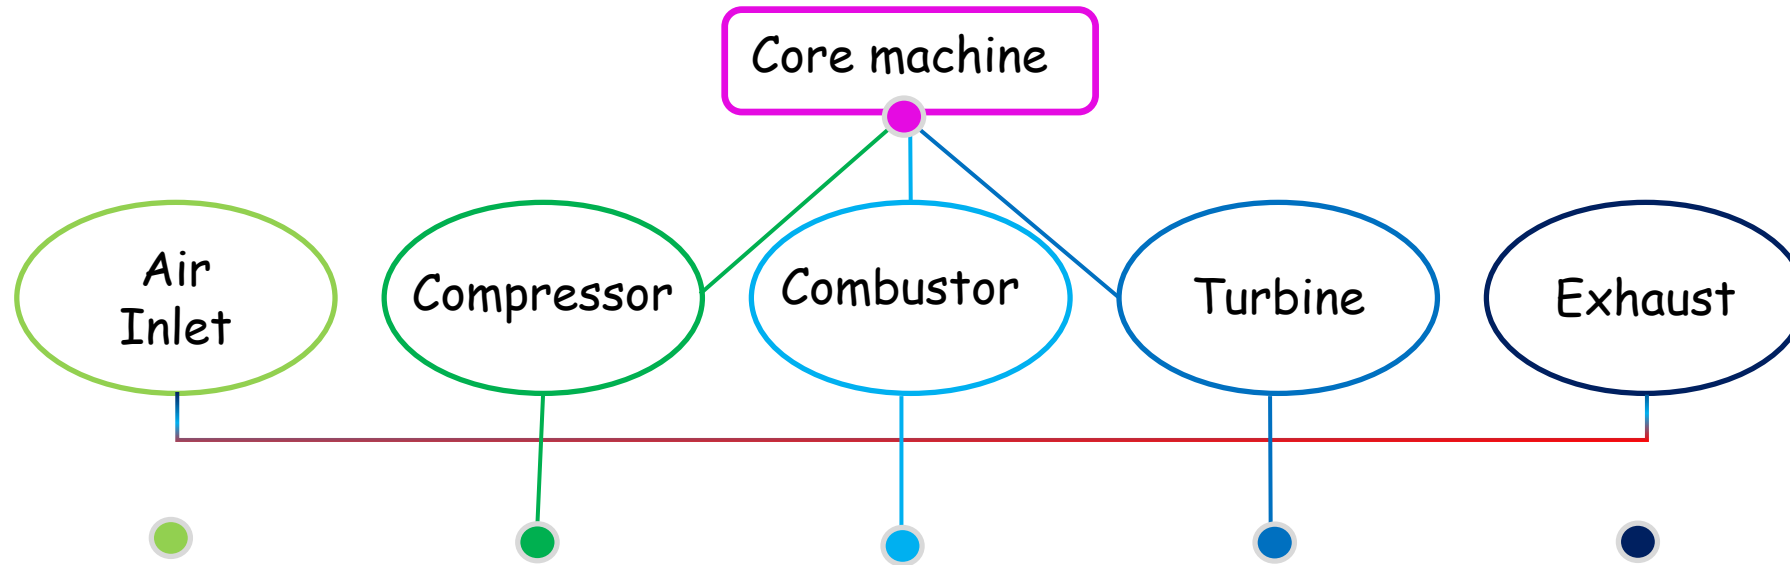 Core machine
Air
Inlet
Compressor
Combustor
Turbine
Exhaust